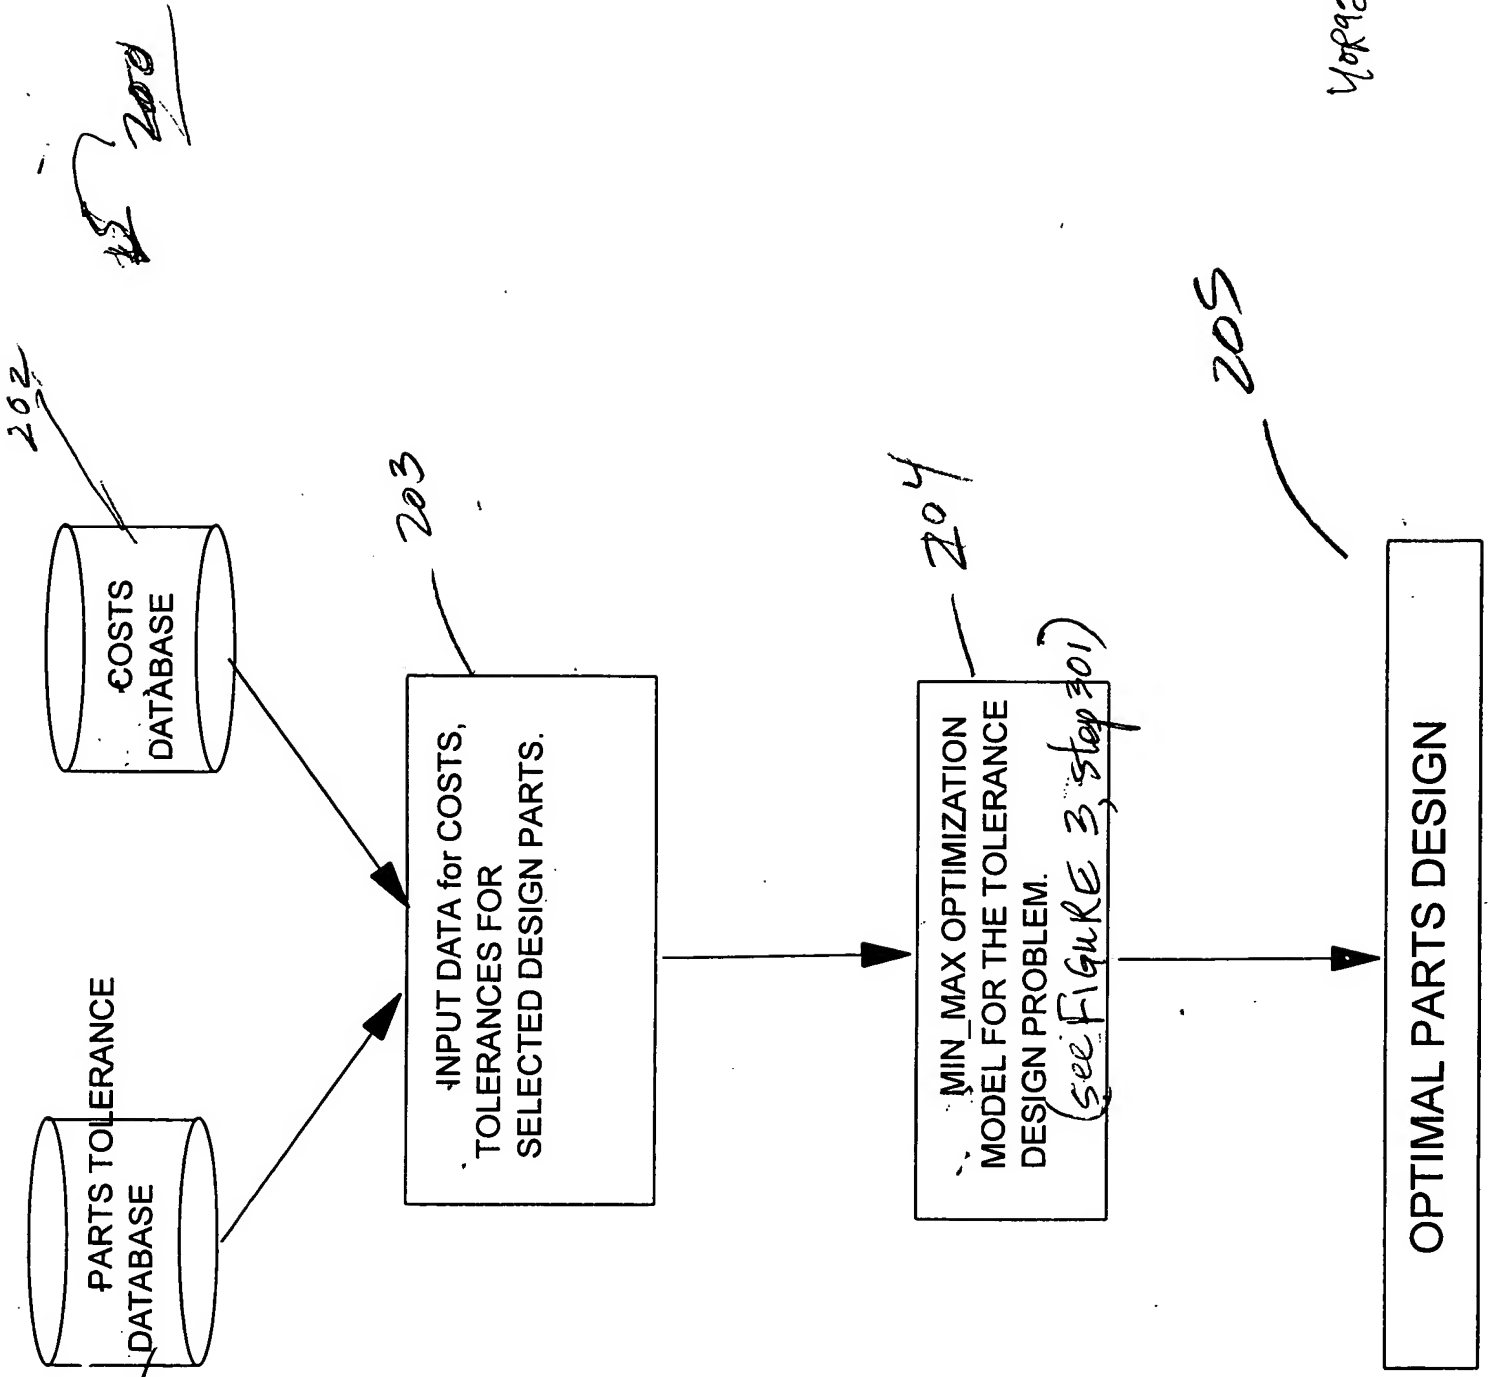 200
202
COSTS
DATABASE
PARTS TOLERANCE
DATABASE
203
INPUT DATA for COSTS,
TOLERANCES FOR
SELECTED DESIGN PARTS.
204
MIN_MAX OPTIMIZATION
MODEL FOR THE TOLERANCE
DESIGN PROBLEM.
(see FIGURE 3, step 301)
205
OPTIMAL PARTS DESIGN